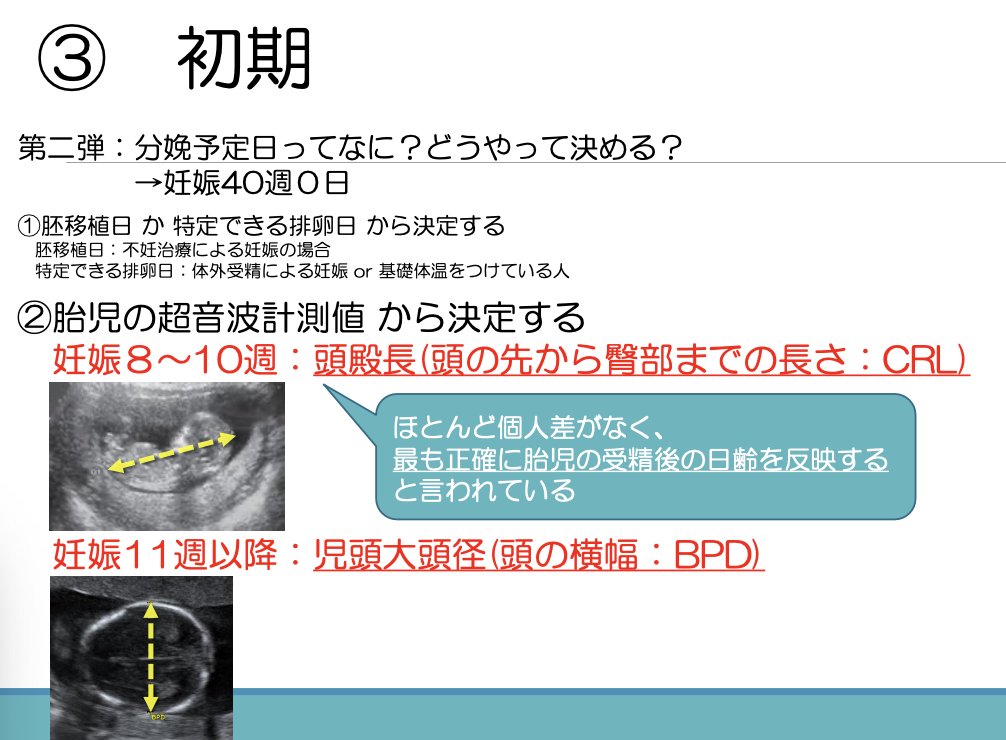 ③ 初期
第二弾：分娩予定日ってなに？どうやって決める？
→妊娠40週０日
①胚移植日 か 特定できる排卵日 から決定する
胚移植日：不妊治療による妊娠の場合
特定できる排卵日：体外受精による妊娠 or 基礎体温をつけている人
②胎児の超音波計測値 から決定する
妊娠８～10週：頭殿長(頭の先から臀部までの長さ：CRL)
ほとんど個人差がなく、
最も正確に胎児の受精後の日齢を反映する
と言われている
妊娠11週以降：児頭大頭径(頭の横幅：BPD)
BPD